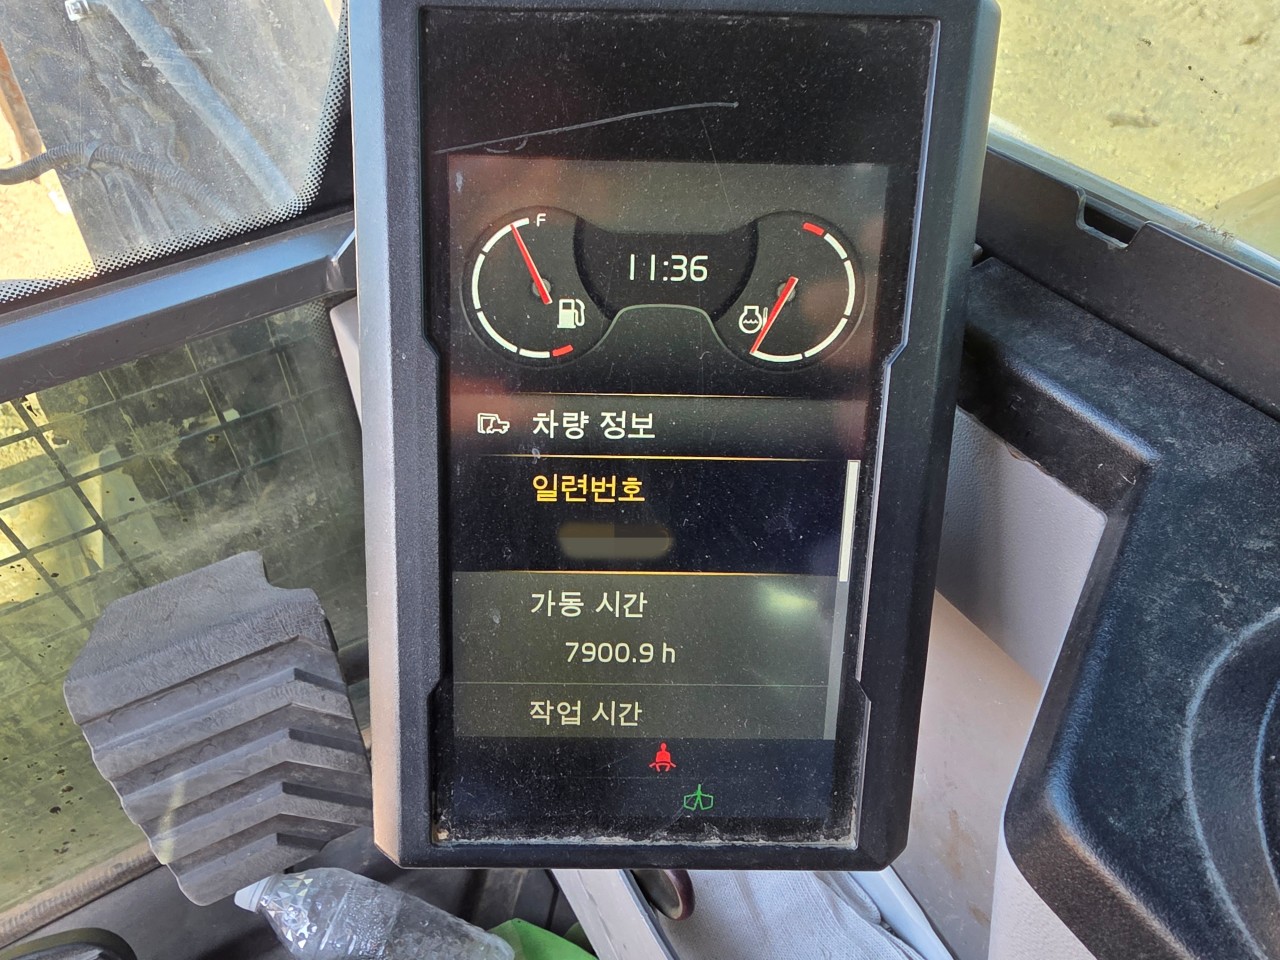 F
11:36
차량 정보
일련번호
가동 시간
7900.9 h
작업 시간